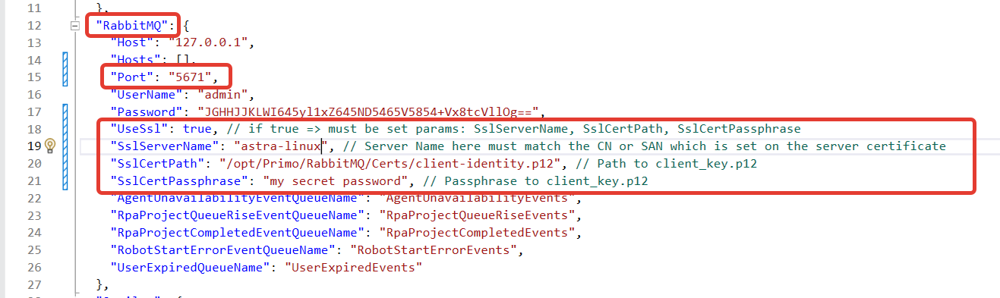 11 },
12 "RabbitMQ": {
13 "Host": "127.0.0.1",
14 "Hosts": [],
15 "Port": "5671",
16 "UserName": "admin",
17 "Password": "JGHHJJKLWI645yl1xZ645ND5465V5854+Vx8tcVllOg==",
18 "UseSsl": true, // if true => must be set params: SslServerName, SslCertPath, SslCertPassphrase
19 "SslServerName": "astra-linux", // Server Name here must match the CN or SAN which is set on the server certificate
20 "SslCertPath": "/opt/Primo/RabbitMQ/Certs/client-identity.p12", // Path to client_key.p12
21 "SslCertPassphrase": "my secret password", // Passphrase to client_key.p12
22 "AgentUnavailabilityEventQueueName": "AgentUnavailabilityEvents",
23 "RpaProjectQueueRiseEventQueueName": "RpaProjectQueueRiseEvents",
24 "RpaProjectCompletedEventQueueName": "RpaProjectCompletedEvents",
25 "RobotStartErrorEventQueueName": "RobotStartErrorEvents",
26 "UserExpiredQueueName": "UserExpiredEvents"
27 },